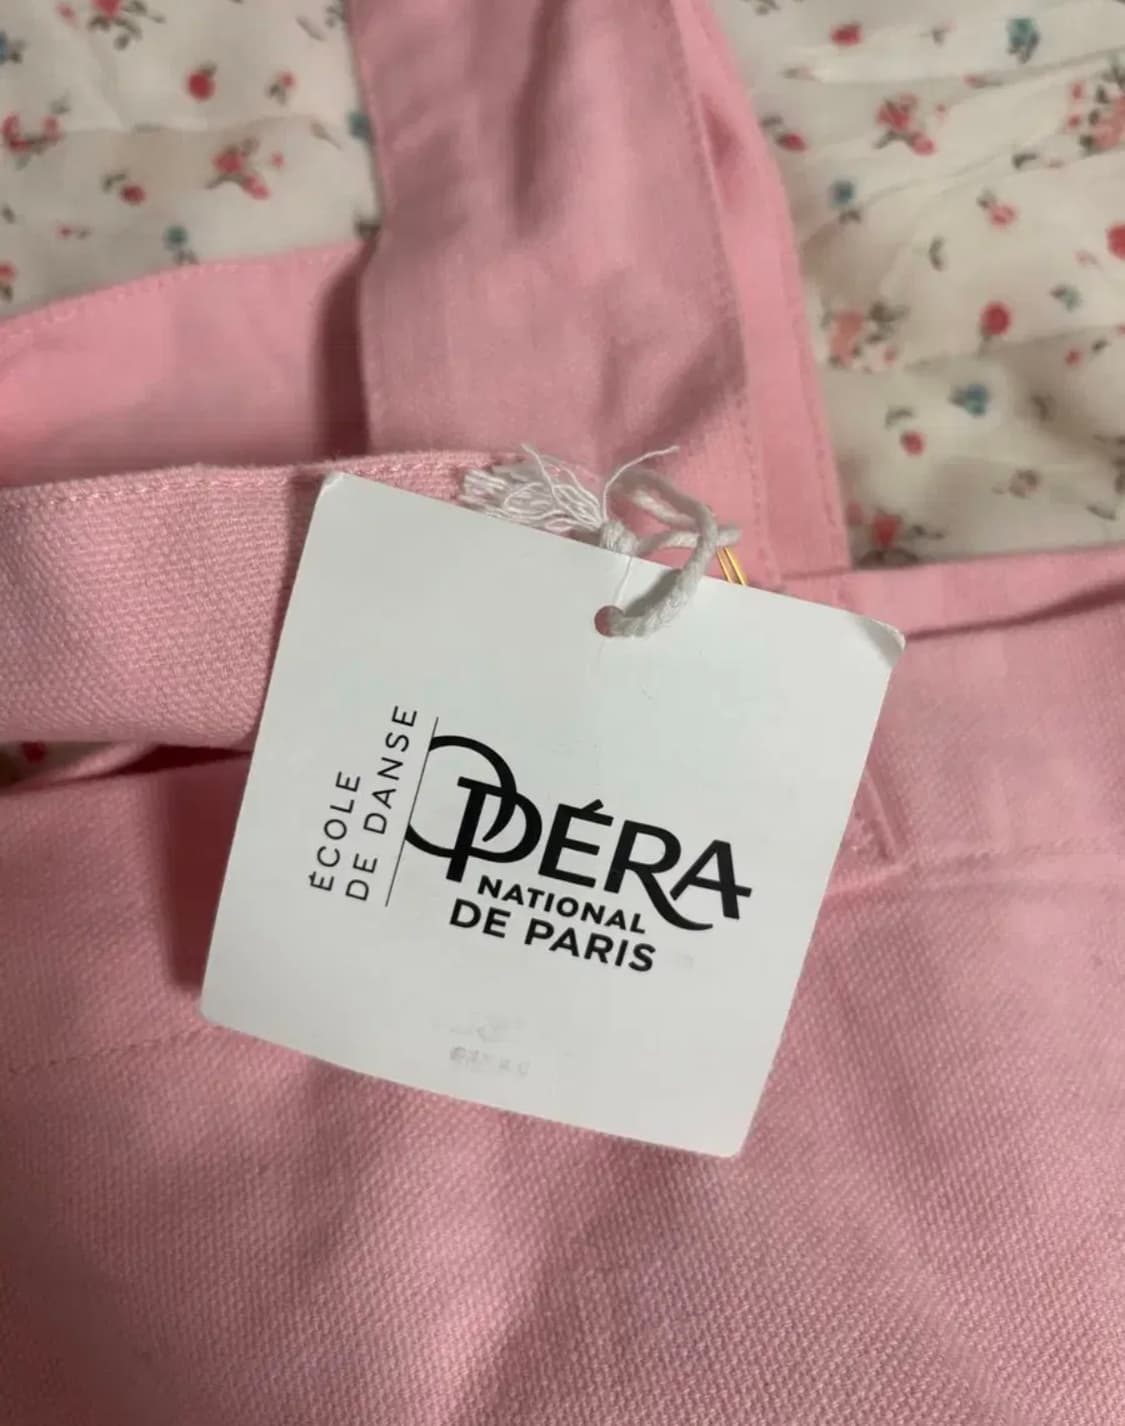 ÉCOLE
DE DANSE
OPÉRA
NATIONAL
DE PARIS